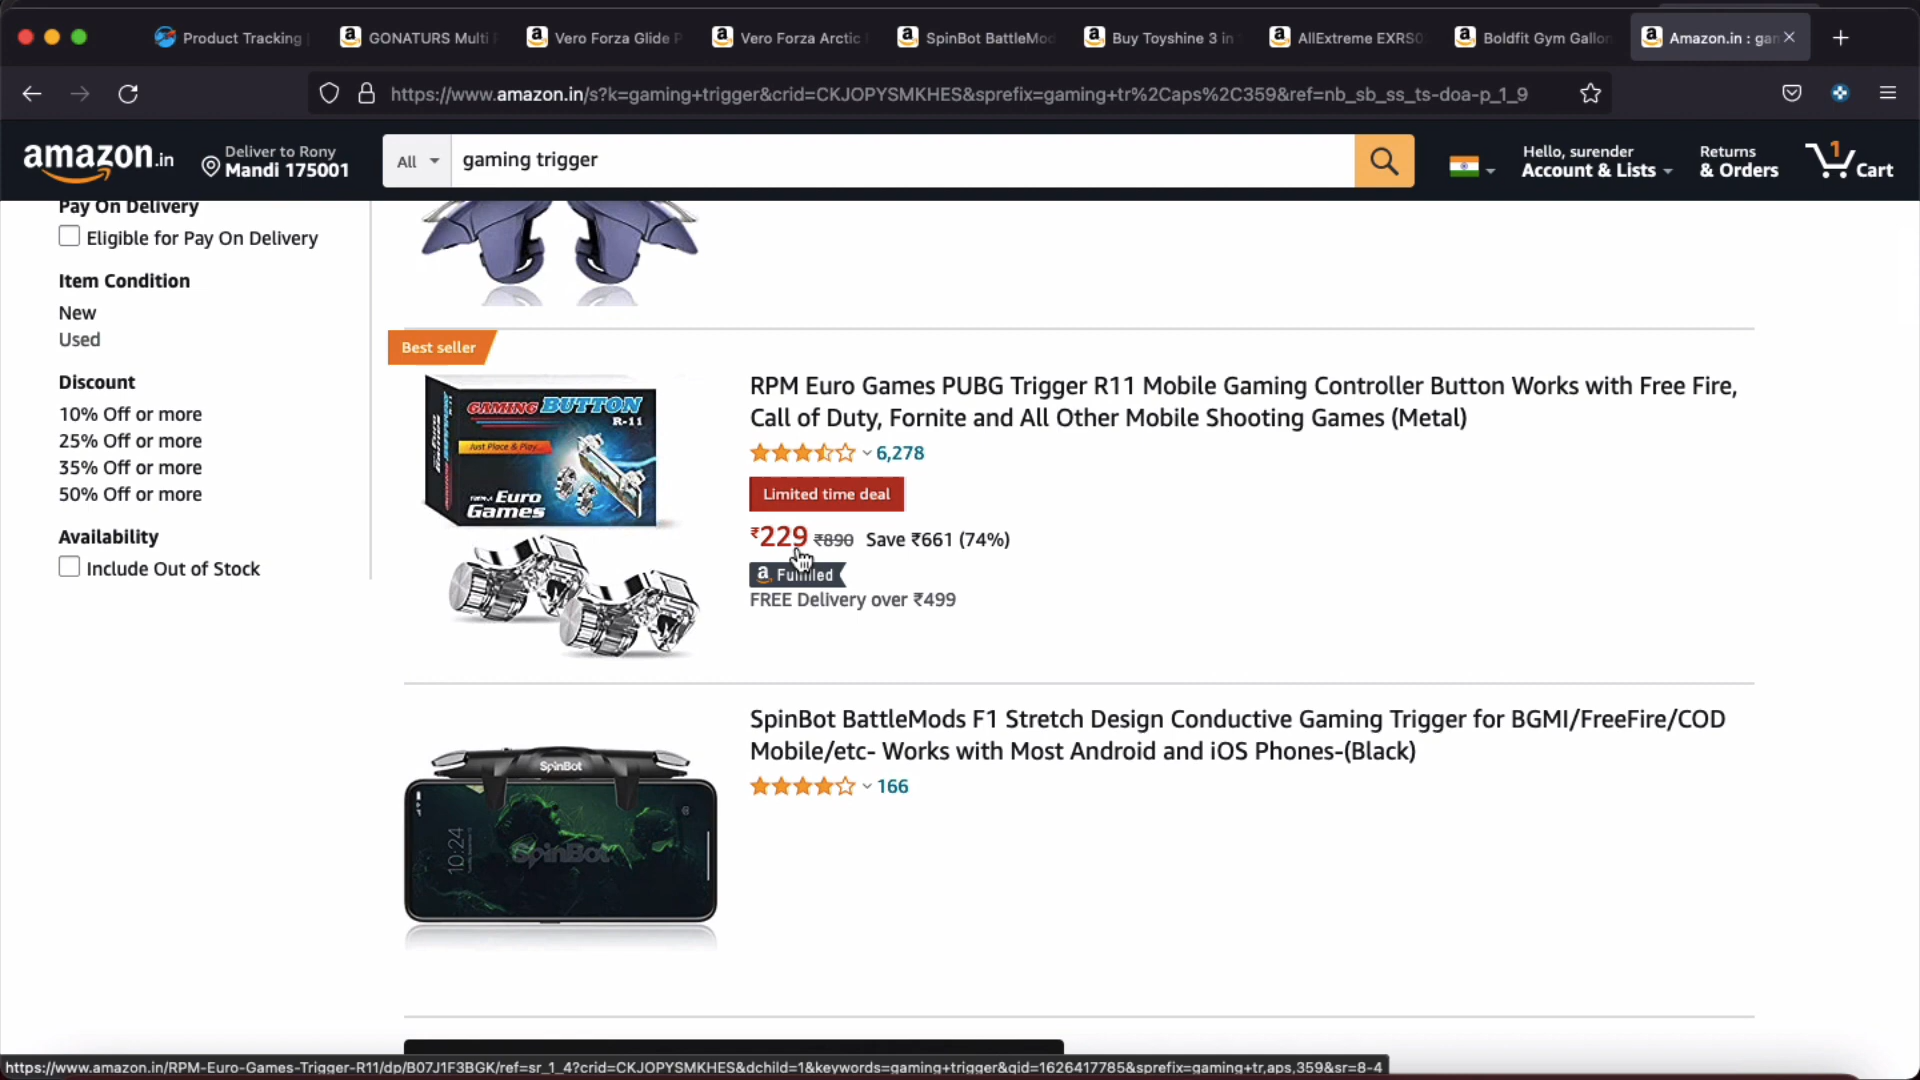 Product Tracking
GONATURS Multi
Vero Forza Glide P
Vero Forza Arctic
SpinBot BattleMod
Buy Toyshine 3 in
AllExtreme EXRS0
Boldfit Gym Gallon
Amazon.in : gam
https://www.amazon.in/s?k=gaming+trigger&crid=CKJOPYSMKHES&sprefix=gaming+tr%2Caps%2C359&ref=nb_sb_ss_ts-doa-p_1_9
amazon.in
Deliver to Rony
Mandi 175001
All
gaming trigger
Hello, surender
Account & Lists
Returns
& Orders
1
Cart
Pay On Delivery
Eligible for Pay On Delivery
Item Condition
New
Used
Discount
10% Off or more
25% Off or more
35% Off or more
50% Off or more
Availability
Include Out of Stock
Best seller
GAMING BUTTON
R-11
Just Place & Play...
Euro
Games
RPM Euro Games PUBG Trigger R11 Mobile Gaming Controller Button Works with Free Fire,
Call of Duty, Fornite and All Other Mobile Shooting Games (Metal)
6,278
Limited time deal
₹229 ₹890 Save ₹661 (74%)
Fulfilled
FREE Delivery over ₹499
SpinBot
10:24
SpinBot
SpinBot BattleMods F1 Stretch Design Conductive Gaming Trigger for BGMI/FreeFire/COD
Mobile/etc- Works with Most Android and iOS Phones-(Black)
166
https://www.amazon.in/RPM-Euro-Games-Trigger-R11/dp/B07J1F3BGK/ref=sr_1_4?crid=CKJOPYSMKHES&dchild=1&keywords=gaming+trigger&qid=1626417785&sprefix=gaming+tr,aps,359&sr=8-4